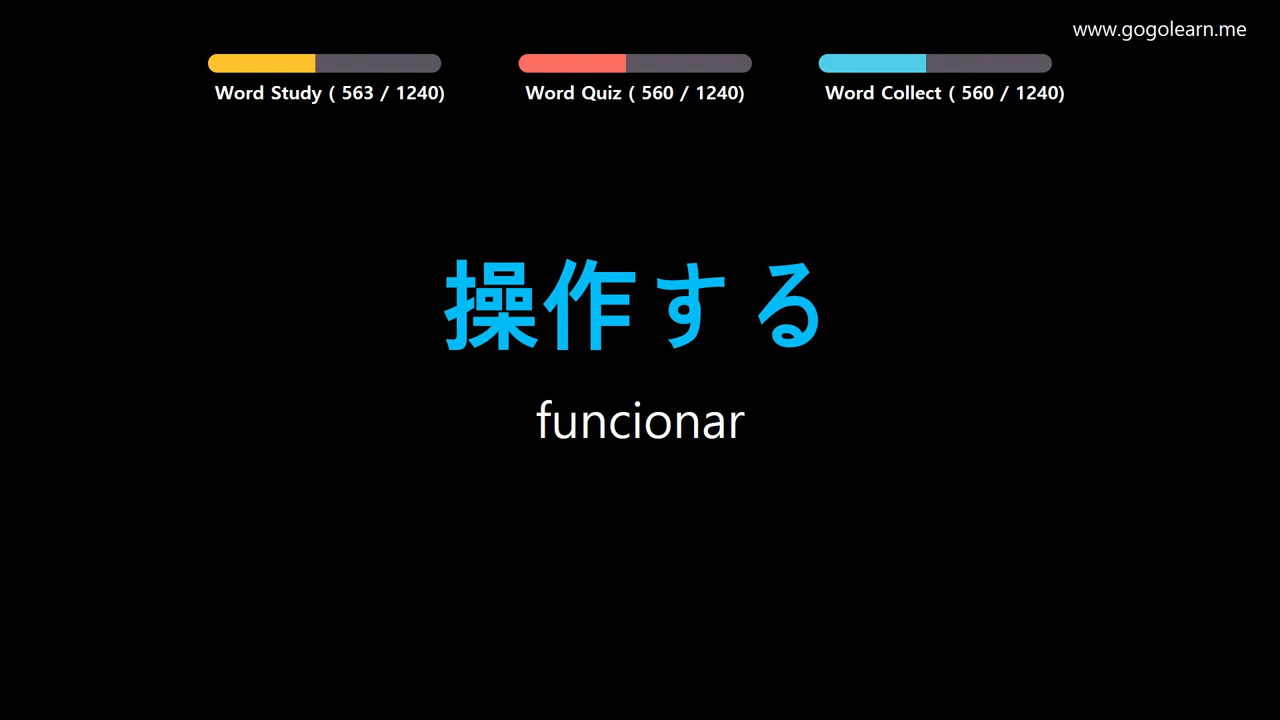 www.gogolearn.me
Word Study ( 563 / 1240)
Word Quiz ( 560 / 1240)
Word Collect ( 560 / 1240)
操作する
funcionar